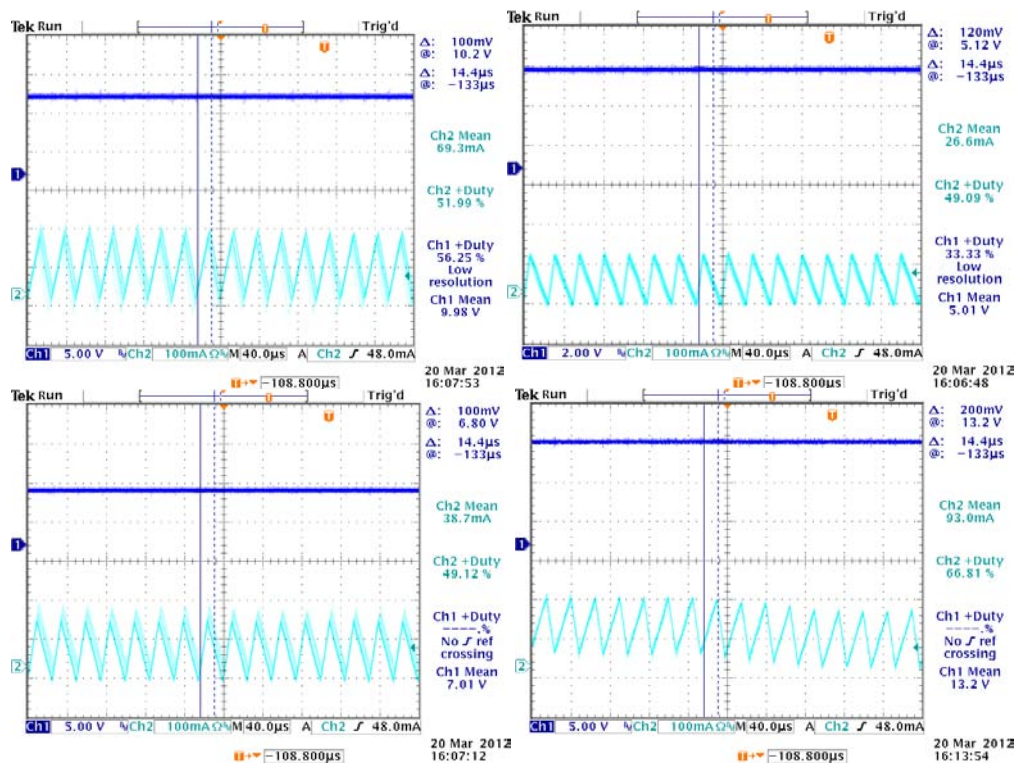 Tek Run Trig'd
Δ: 100mV
@: 10.2 V
Δ: 14.4µs
@: −133µs
Ch2 Mean
69.3mA
Ch2 +Duty
51.99 %
Ch1 +Duty
56.25 %
Low
resolution
Ch1 Mean
9.98 V
1
2
Ch1 5.00 V Ch2 100mA Ω M 40.0µs A Ch2 ʃ 48.0mA
T→▼ −108.800µs
20 Mar 2012
16:07:53
Tek Run Trig'd
Δ: 120mV
@: 5.12 V
Δ: 14.4µs
@: −133µs
Ch2 Mean
26.6mA
Ch2 +Duty
49.09 %
Ch1 +Duty
33.33 %
Low
resolution
Ch1 Mean
5.01 V
1
2
Ch1 2.00 V Ch2 100mA Ω M 40.0µs A Ch2 ʃ 48.0mA
T→▼ −108.800µs
20 Mar 2012
16:06:48
Tek Run Trig'd
Δ: 100mV
@: 6.80 V
Δ: 14.4µs
@: −133µs
Ch2 Mean
38.7mA
Ch2 +Duty
49.12 %
Ch1 +Duty
−−−−.%
No ʃ ref
crossing
Ch1 Mean
7.01 V
1
2
Ch1 5.00 V Ch2 100mA Ω M 40.0µs A Ch2 ʃ 48.0mA
T→▼ −108.800µs
20 Mar 2012
16:07:12
Tek Run Trig'd
Δ: 200mV
@: 13.2 V
Δ: 14.4µs
@: −133µs
Ch2 Mean
93.0mA
Ch2 +Duty
66.81 %
Ch1 +Duty
−−−−.%
No ʃ ref
crossing
Ch1 Mean
13.2 V
1
2
Ch1 5.00 V Ch2 100mA Ω M 40.0µs A Ch2 ʃ 48.0mA
T→▼ −108.800µs
20 Mar 2012
16:13:54